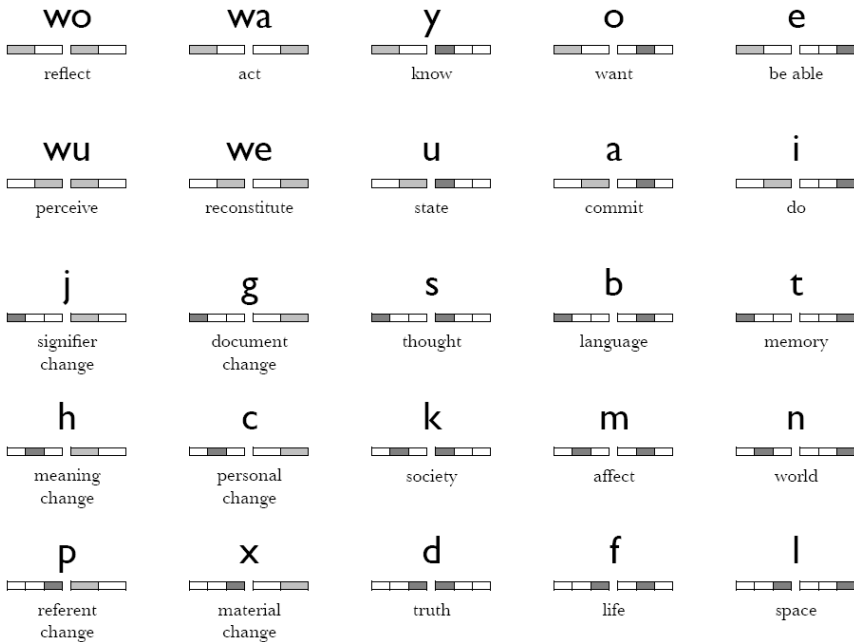 wo wa y o e
reflect act know want be able
wu we u a i
perceive reconstitute state commit do
j g s b t
signifier document thought language memory
change change
h c k m n
meaning personal society affect world
change change
p x d f l
referent material truth life space
change change